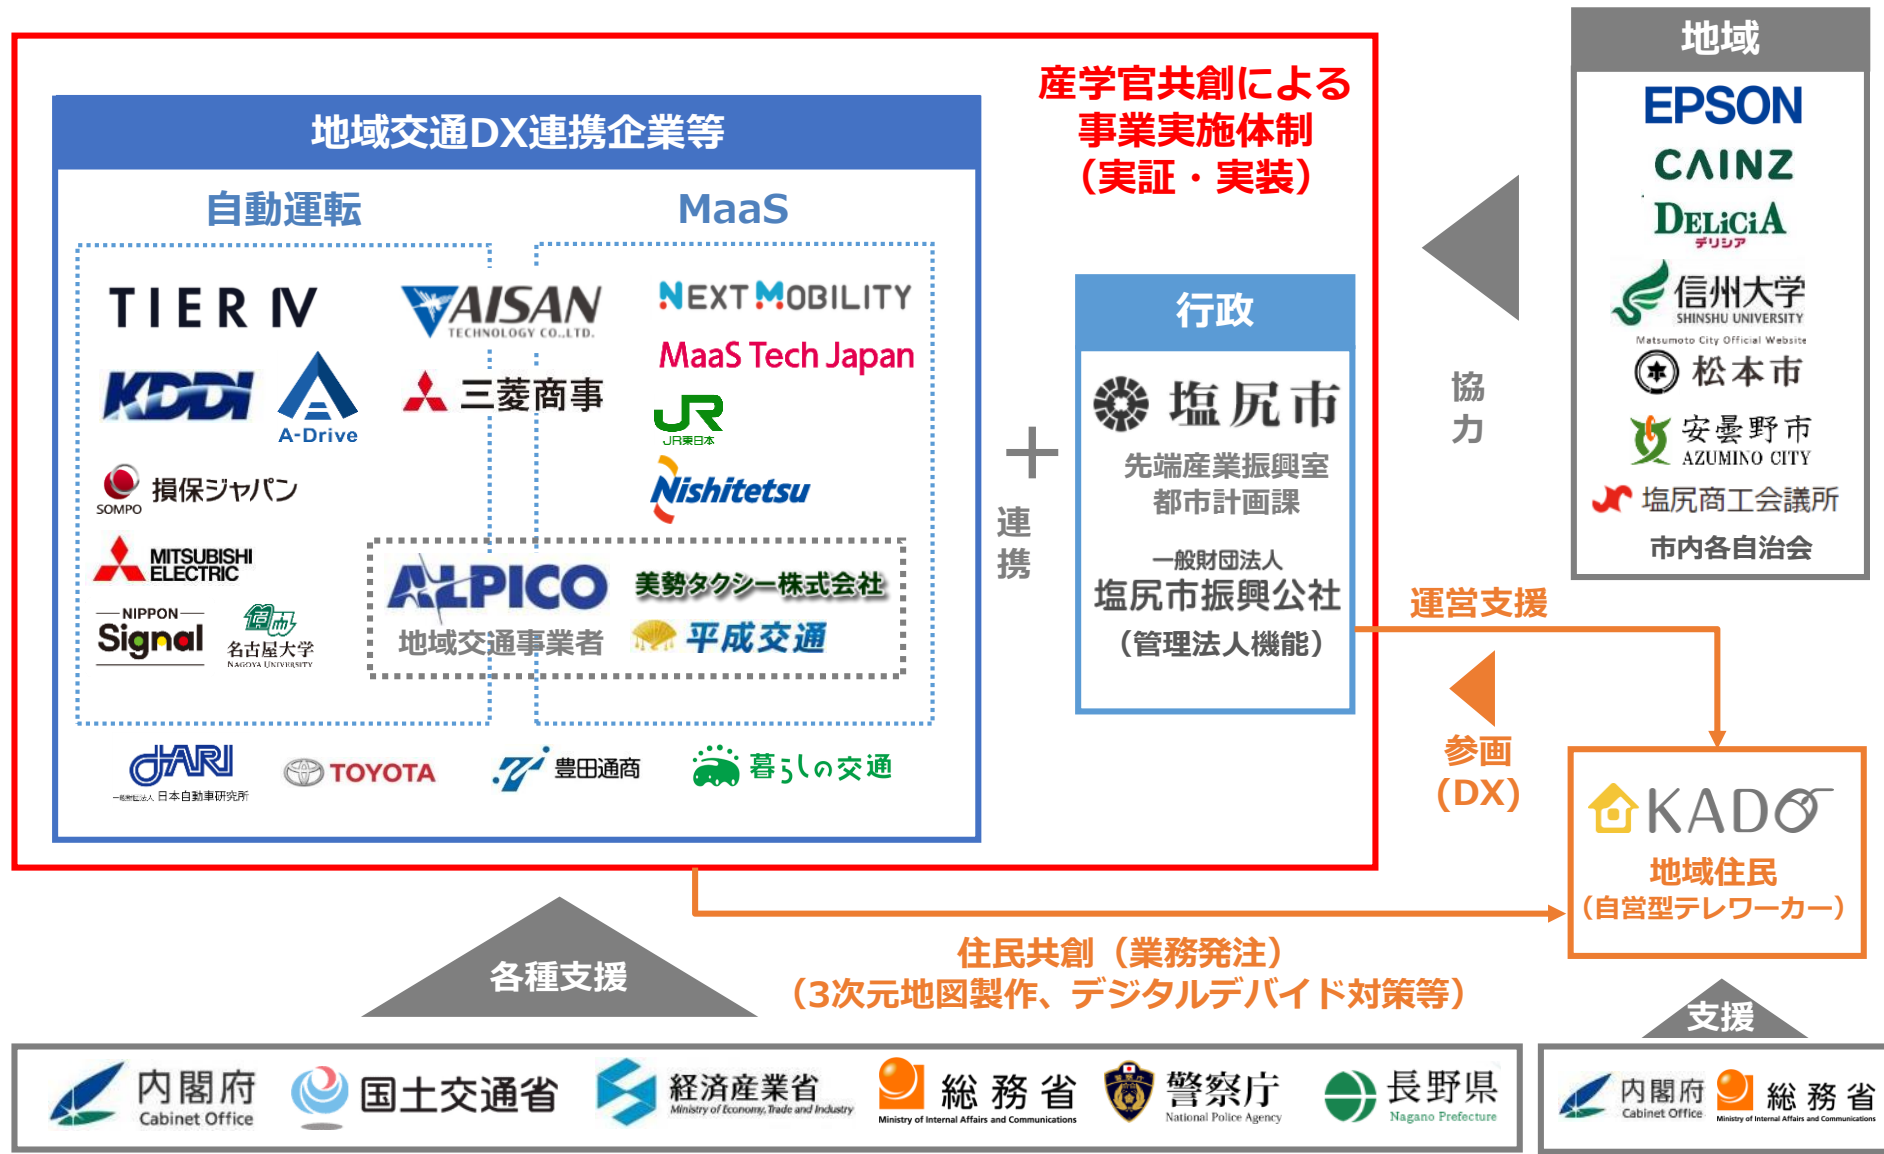 産学官共創による
事業実施体制
（実証・実装）
地域交通DX連携企業等
自動運転
MaaS
TIER IV
AISAN
TECHNOLOGY CO.,LTD.
NEXT MOBILITY
MaaS Tech Japan
KDDI
A-Drive
三菱商事
JR
JR東日本
SOMPO
損保ジャパン
Nishitetsu
MITSUBISHI
ELECTRIC
ALPICO
地域交通事業者
美勢タクシー株式会社
平成交通
NIPPON
Signal
名古屋大学
NAGOYA UNIVERSITY
JARI
一般財団法人 日本自動車研究所
TOYOTA
豊田通商
暮らしの交通
連携
行政
塩尻市
先端産業振興室
都市計画課
一般財団法人
塩尻市振興公社
（管理法人機能）
地域
EPSON
CAINZ
DELiCiA
デリシア
信州大学
SHINSHU UNIVERSITY
Matsumoto City Official Website
松本市
安曇野市
AZUMINO CITY
塩尻商工会議所
市内各自治会
協力
運営支援
参画
(DX)
KADO
地域住民
（自営型テレワーカー）
住民共創（業務発注）
（3次元地図製作、デジタルデバイド対策等）
各種支援
支援
内閣府
Cabinet Office
国土交通省
経済産業省
Ministry of Economy, Trade and Industry
総務省
Ministry of Internal Affairs and Communications
警察庁
National Police Agency
長野県
Nagano Prefecture
内閣府
Cabinet Office
総務省
Ministry of Internal Affairs and Communications